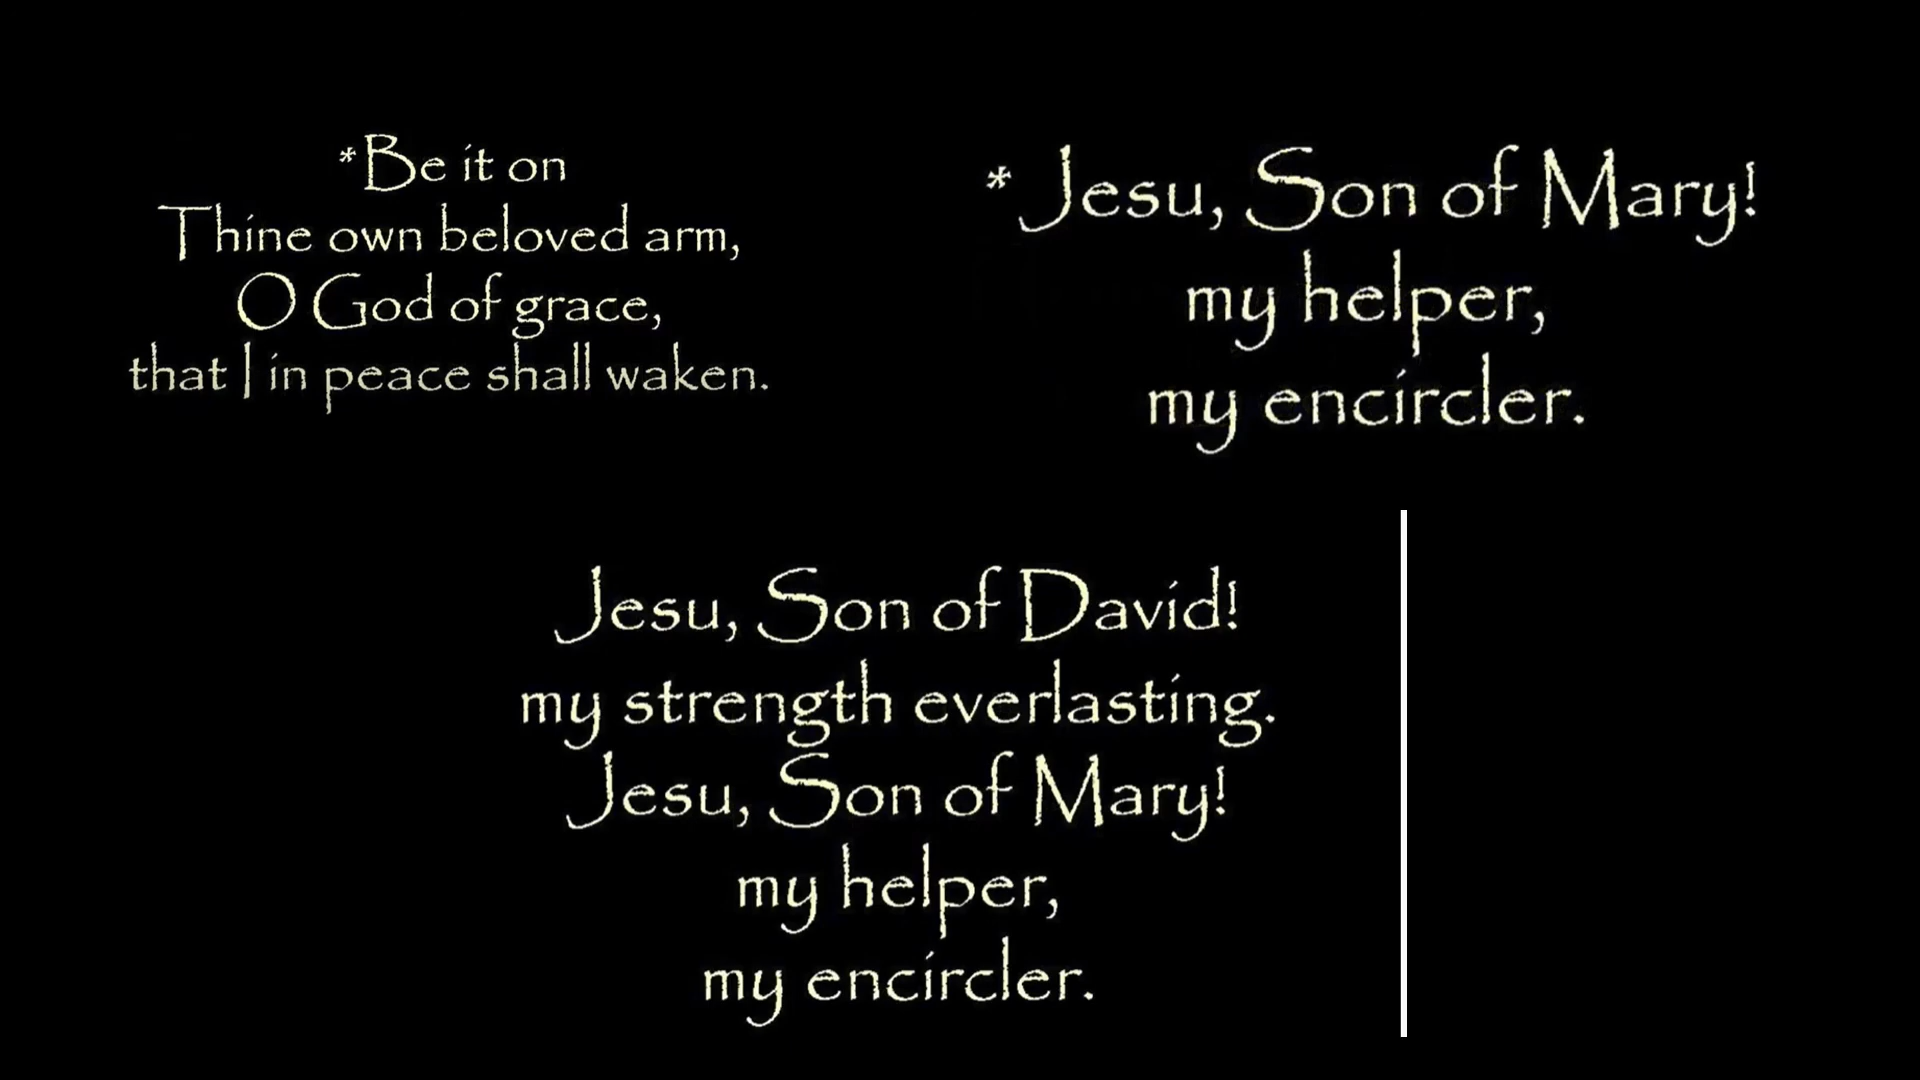 *Be it on
Thine own beloved arm,
O God of grace,
that I in peace shall waken.
* Jesu, Son of Mary!
my helper,
my encircler.
Jesu, Son of David!
my strength everlasting.
Jesu, Son of Mary!
my helper,
my encircler.